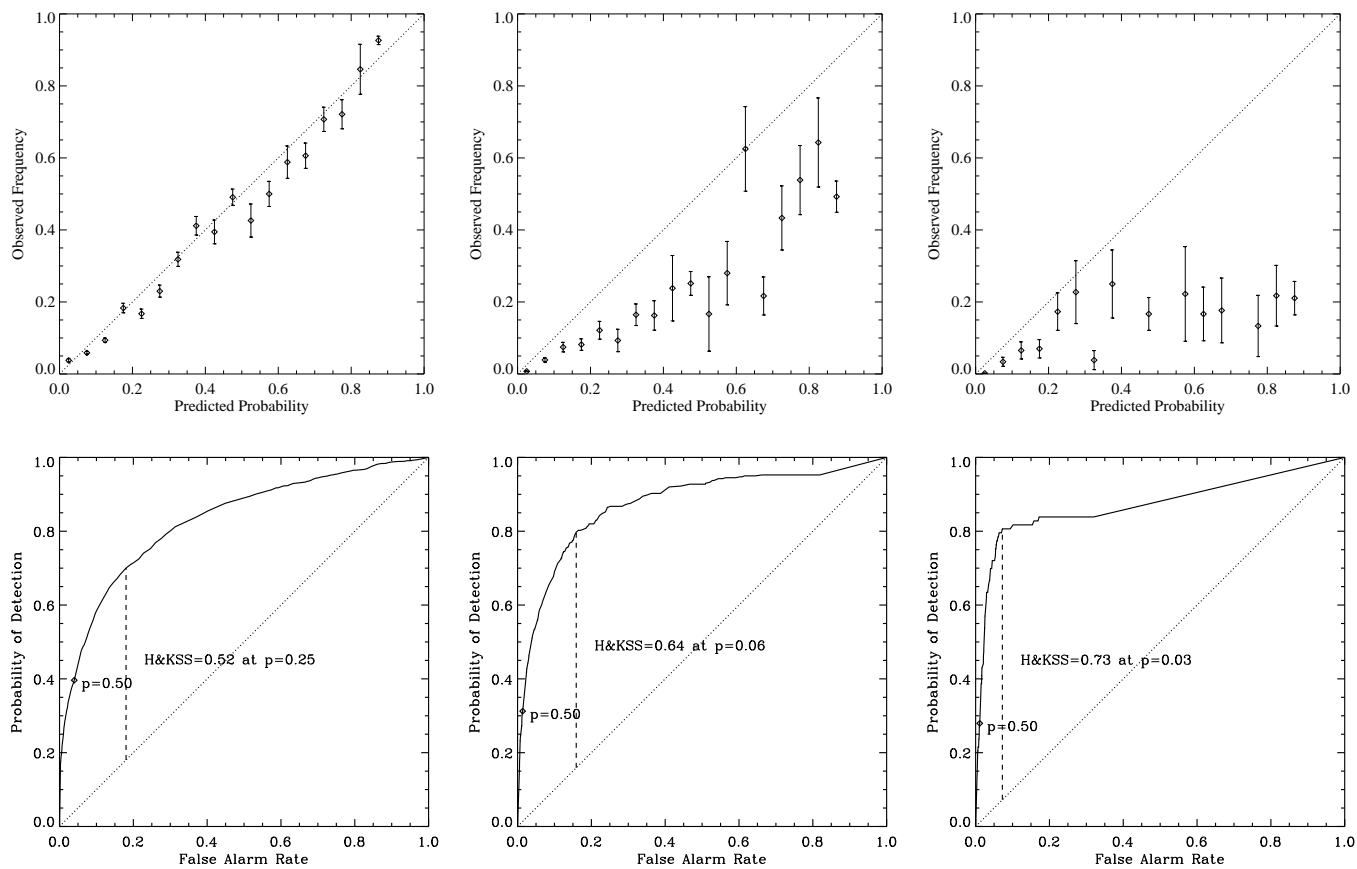 1.0
0.8
0.6
0.4
0.2
0.0
Observed Frequency
0.0 0.2 0.4 0.6 0.8 1.0
Predicted Probability
1.0
0.8
0.6
0.4
0.2
0.0
Observed Frequency
0.0 0.2 0.4 0.6 0.8 1.0
Predicted Probability
1.0
0.8
0.6
0.4
0.2
0.0
Observed Frequency
0.0 0.2 0.4 0.6 0.8 1.0
Predicted Probability
1.0
0.8
0.6
0.4
0.2
0.0
Probability of Detection
H&KSS=0.52 at p=0.25
p=0.50
0.0 0.2 0.4 0.6 0.8 1.0
False Alarm Rate
1.0
0.8
0.6
0.4
0.2
0.0
Probability of Detection
H&KSS=0.64 at p=0.06
p=0.50
0.0 0.2 0.4 0.6 0.8 1.0
False Alarm Rate
1.0
0.8
0.6
0.4
0.2
0.0
Probability of Detection
H&KSS=0.73 at p=0.03
p=0.50
0.0 0.2 0.4 0.6 0.8 1.0
False Alarm Rate